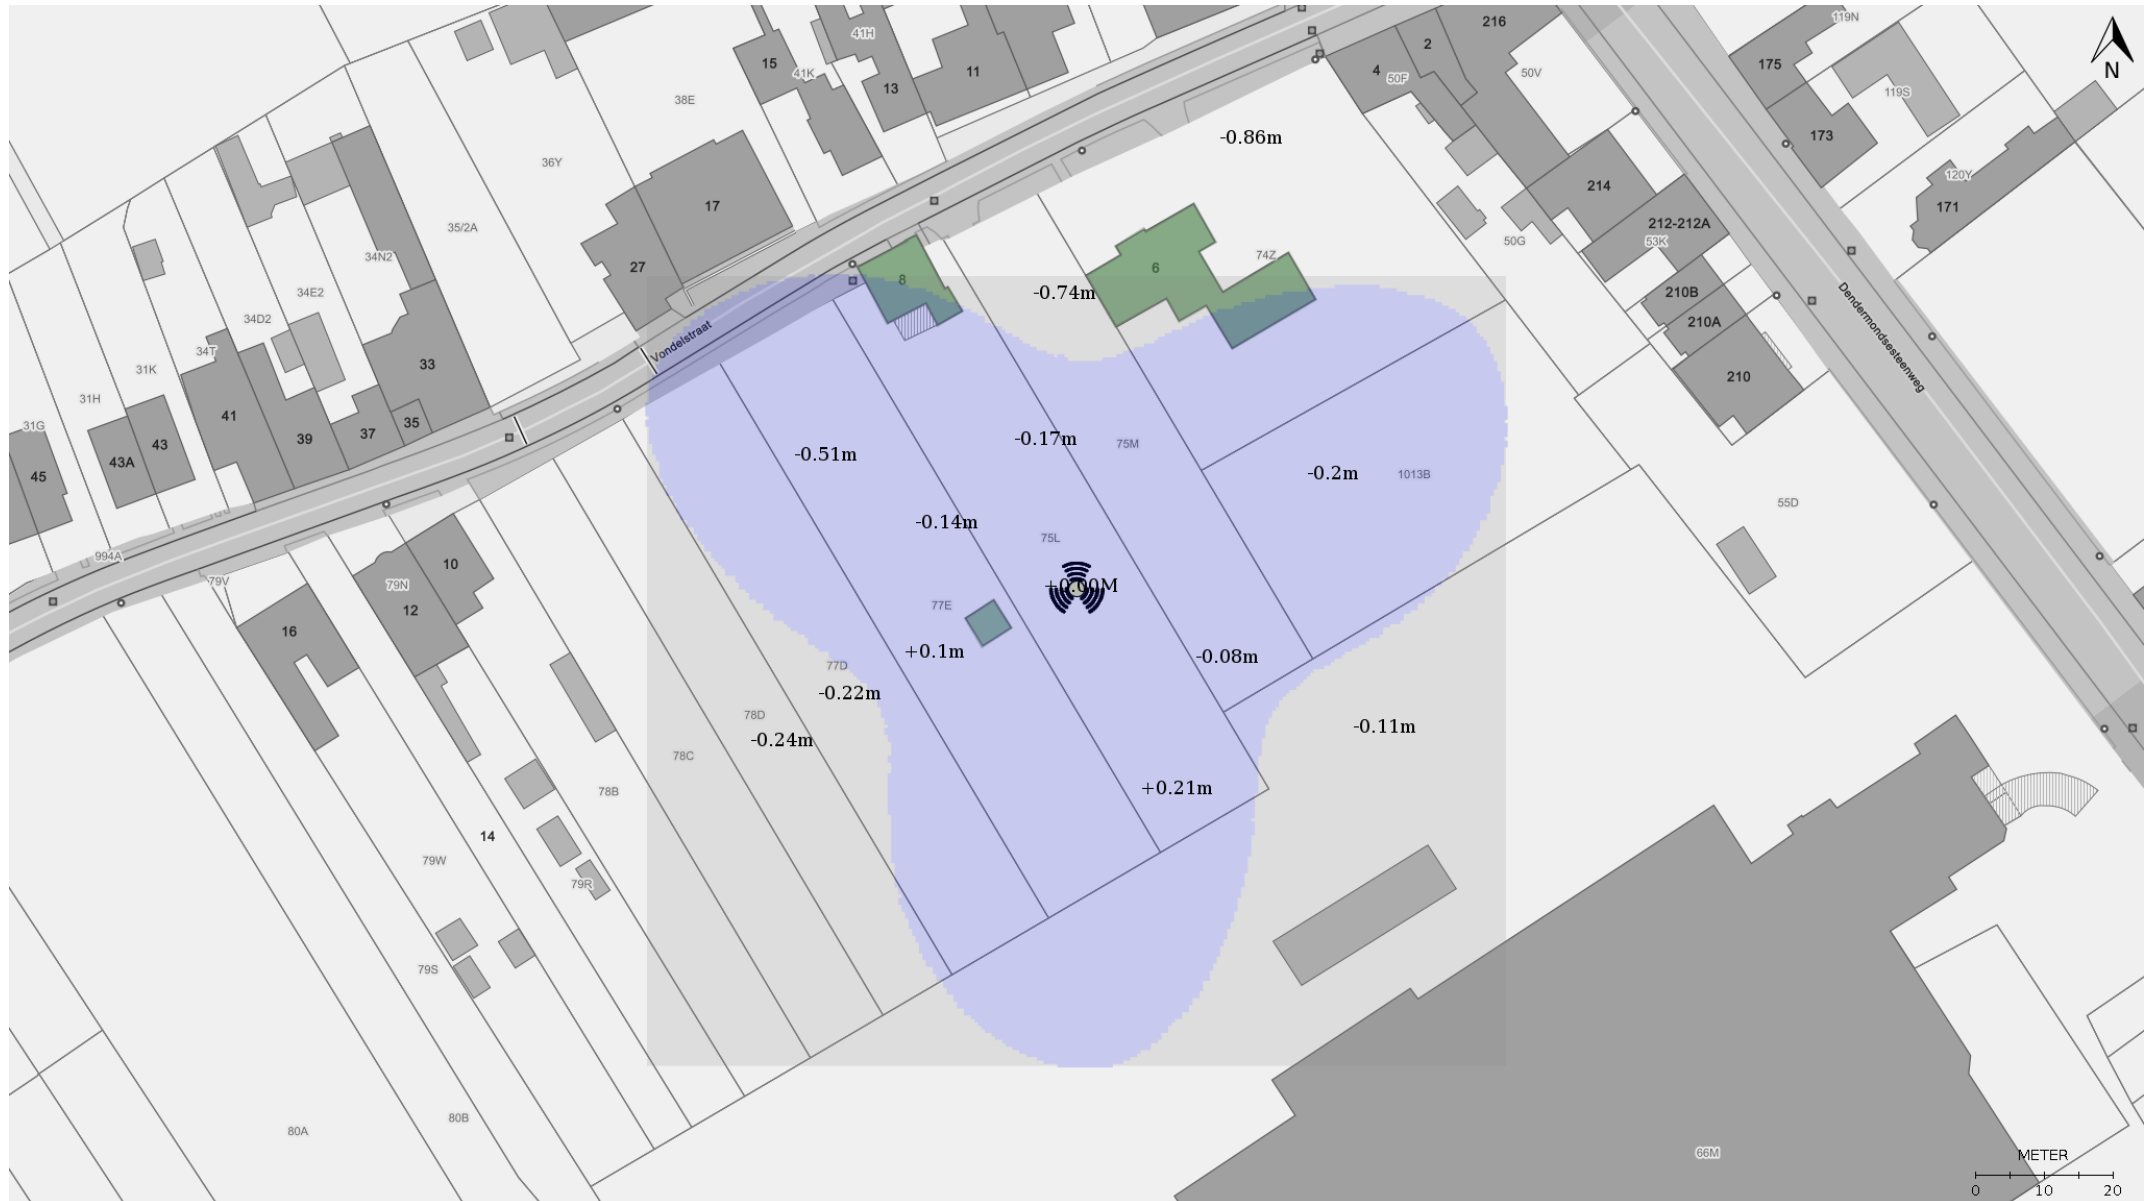 216
119N
2
41H
175
15
41K
4
50F
50V
11
13
119S
38E
N
173
-0.86m
36Y
120Y
214
17
171
212-212A
35/2A
53K
50G
34N2
74Z
6
27
8
34E2
-0.74m
210B
34D2
210A
Vondelstraat
Dendermondsesteenweg
34T
33
31K
210
31H
41
35
31G
37
39
-0.17m
75M
43
-0.51m
43A
-0.2m
1013B
45
55D
-0.14m
75L
994A
10
79V
79N
+0.00M
12
77E
16
+0.1m
-0.08m
77D
-0.22m
78D
-0.11m
-0.24m
78C
+0.21m
78B
14
79W
79R
79S
80B
80A
66M
METER
0 10 20